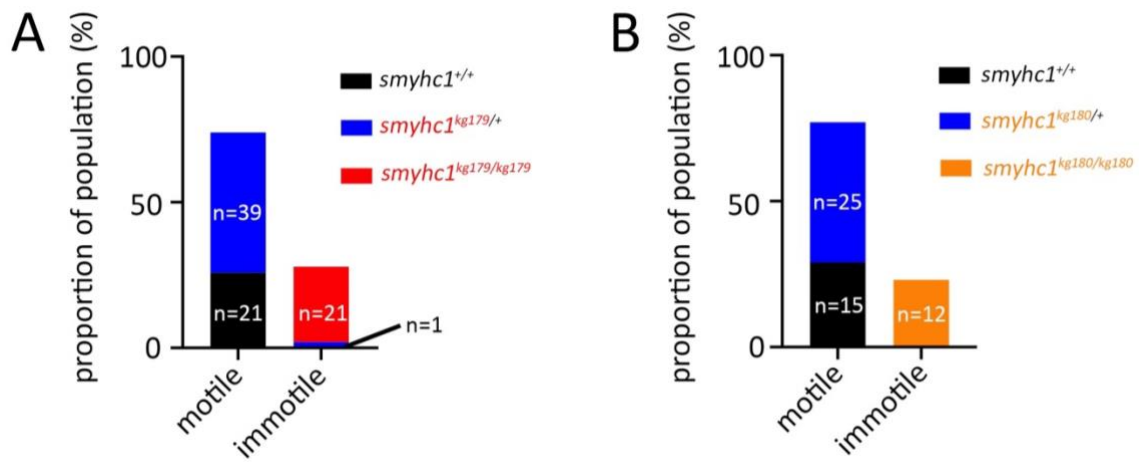 A
proportion of population (%)
100
50
0
smyhc1+/+
smyhc1kg179/+
smyhc1kg179/kg179
n=39
n=21
n=21
n=1
motile
immotile
B
proportion of population (%)
100
50
0
smyhc1+/+
smyhc1kg180/+
smyhc1kg180/kg180
n=25
n=15
n=12
motile
immotile